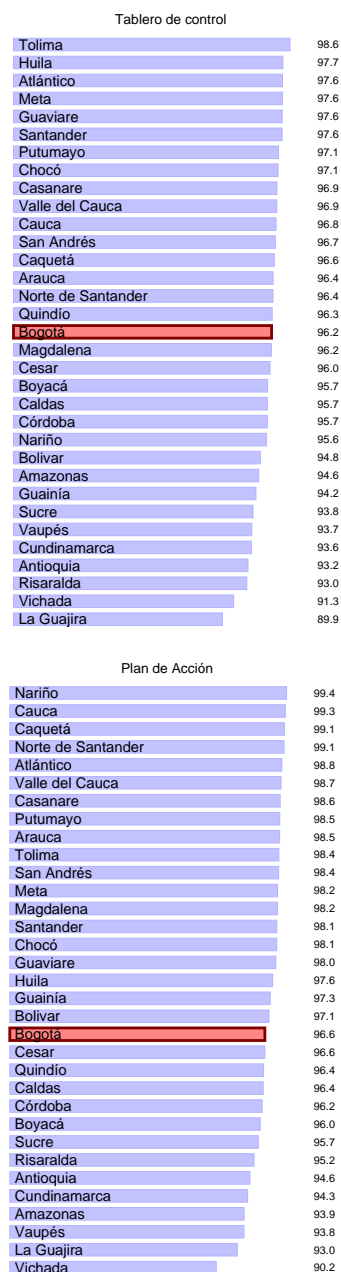 Tablero de control
Tolima 98.6
Huila 97.7
Atlántico 97.6
Meta 97.6
Guaviare 97.6
Santander 97.6
Putumayo 97.1
Chocó 97.1
Casanare 96.9
Valle del Cauca 96.9
Cauca 96.8
San Andrés 96.7
Caquetá 96.6
Arauca 96.4
Norte de Santander 96.4
Quindío 96.3
Bogotá 96.2
Magdalena 96.2
Cesar 96.0
Boyacá 95.7
Caldas 95.7
Córdoba 95.7
Nariño 95.6
Bolivar 94.8
Amazonas 94.6
Guainía 94.2
Sucre 93.8
Vaupés 93.7
Cundinamarca 93.6
Antioquia 93.2
Risaralda 93.0
Vichada 91.3
La Guajira 89.9
Plan de Acción
Nariño 99.4
Cauca 99.3
Caquetá 99.1
Norte de Santander 99.1
Atlántico 98.8
Valle del Cauca 98.7
Casanare 98.6
Putumayo 98.5
Arauca 98.5
Tolima 98.4
San Andrés 98.4
Meta 98.2
Magdalena 98.2
Santander 98.1
Chocó 98.1
Guaviare 98.0
Huila 97.6
Guainía 97.3
Bolivar 97.1
Bogotá 96.6
Cesar 96.6
Quindío 96.4
Caldas 96.4
Córdoba 96.2
Boyacá 96.0
Sucre 95.7
Risaralda 95.2
Antioquia 94.6
Cundinamarca 94.3
Amazonas 93.9
Vaupés 93.8
La Guajira 93.0
Vichada 90.2